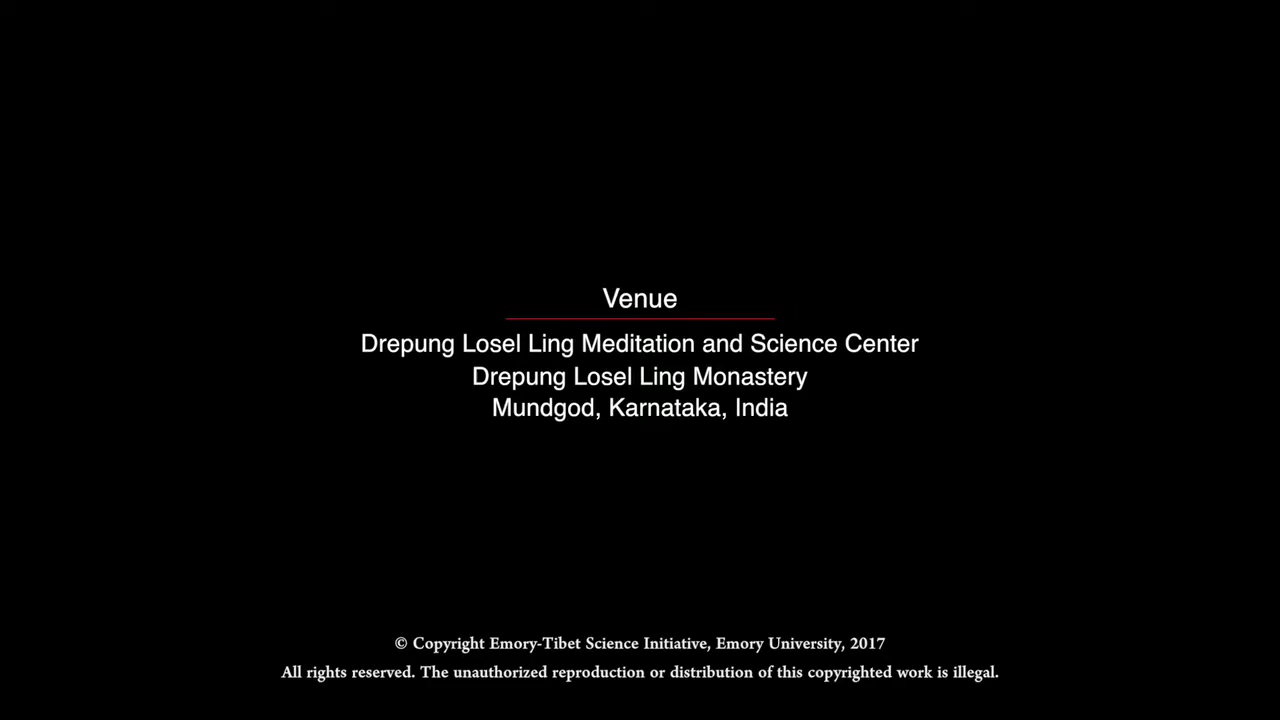 Venue
Drepung Losel Ling Meditation and Science Center
Drepung Losel Ling Monastery
Mundgod, Karnataka, India
© Copyright Emory-Tibet Science Initiative, Emory University, 2017
All rights reserved. The unauthorized reproduction or distribution of this copyrighted work is illegal.